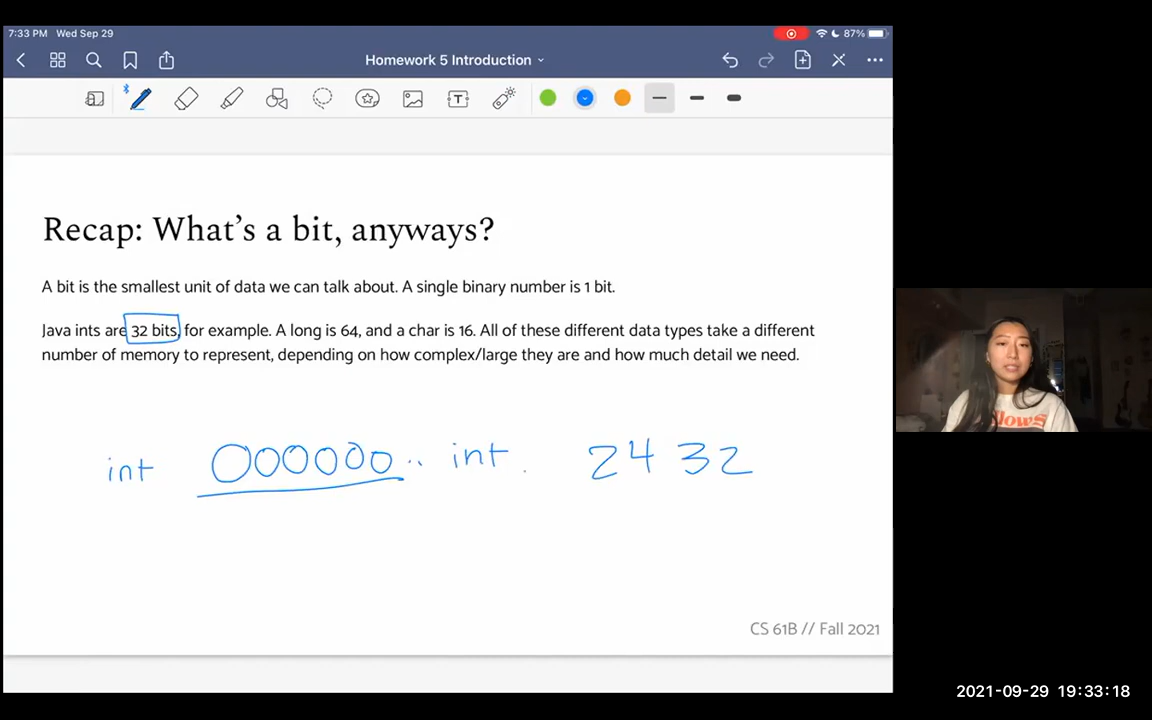 7:33 PM Wed Sep 29
87%
Homework 5 Introduction
Recap: What's a bit, anyways?
A bit is the smallest unit of data we can talk about. A single binary number is 1 bit.
Java ints are 32 bits, for example. A long is 64, and a char is 16. All of these different data types take a different
number of memory to represent, depending on how complex/large they are and how much detail we need.
int 000000.. int. 2432
CS 61B // Fall 2021
2021-09-29 19:33:18